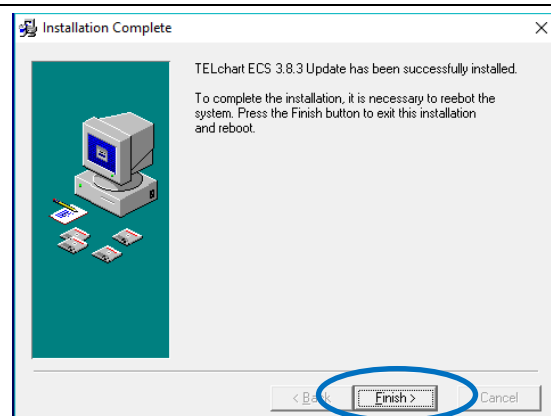 Installation Complete
TELchart ECS 3.8.3 Update has been successfully installed.
To complete the installation, it is necessary to reebot the
system. Press the Finish button to exit this installation
and reboot.
< Back Finish > Cancel